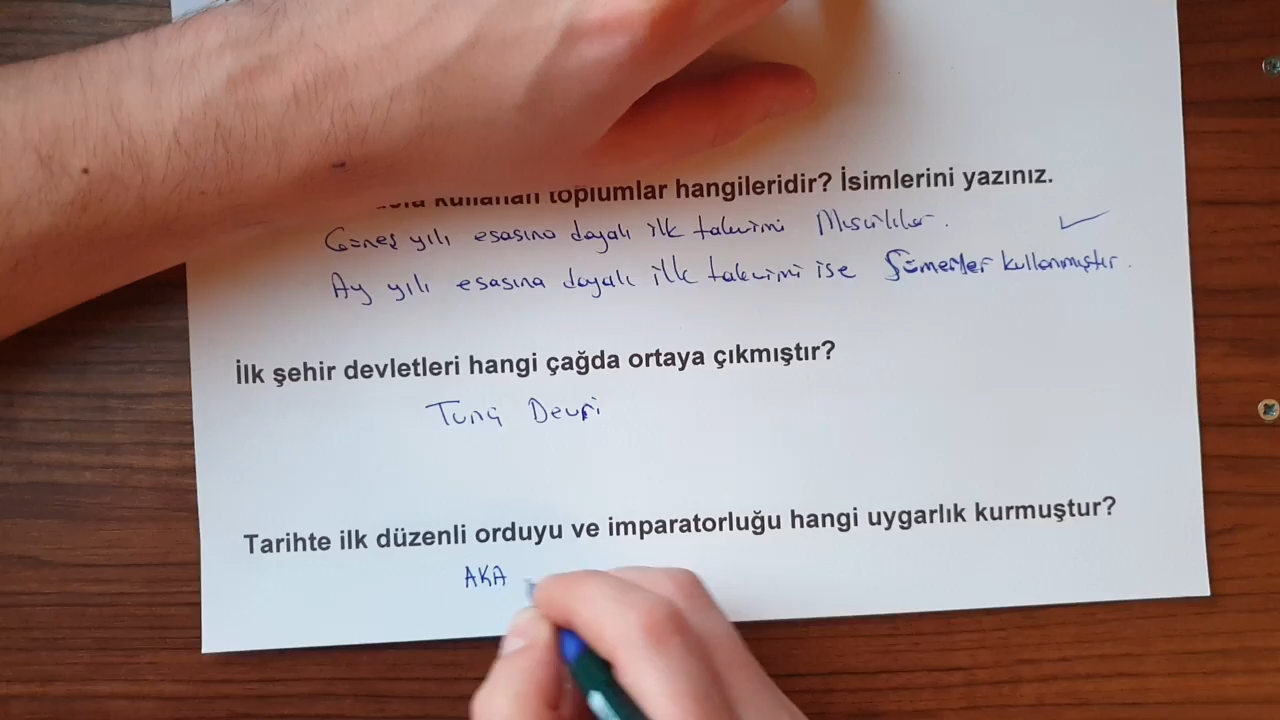 kullanan toplumlar hangileridir? İsimlerini yazınız.
Güneş yılı esasına dayalı ilk takvimi Mısırlılar.
Ay yılı esasına dayalı ilk takvimi ise Sümerler kullanmıştır.
İlk şehir devletleri hangi çağda ortaya çıkmıştır?
Tunç Devri
Tarihte ilk düzenli orduyu ve imparatorluğu hangi uygarlık kurmuştur?
AKA